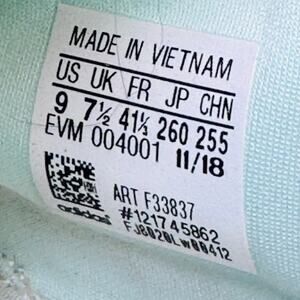 MADE IN VIETNAM
US UK FR JP CHN
9 7½ 41⅓ 260 255
EVM 004001 11/18
ART F33837
#121745862
FJ8020LW00412
adidas